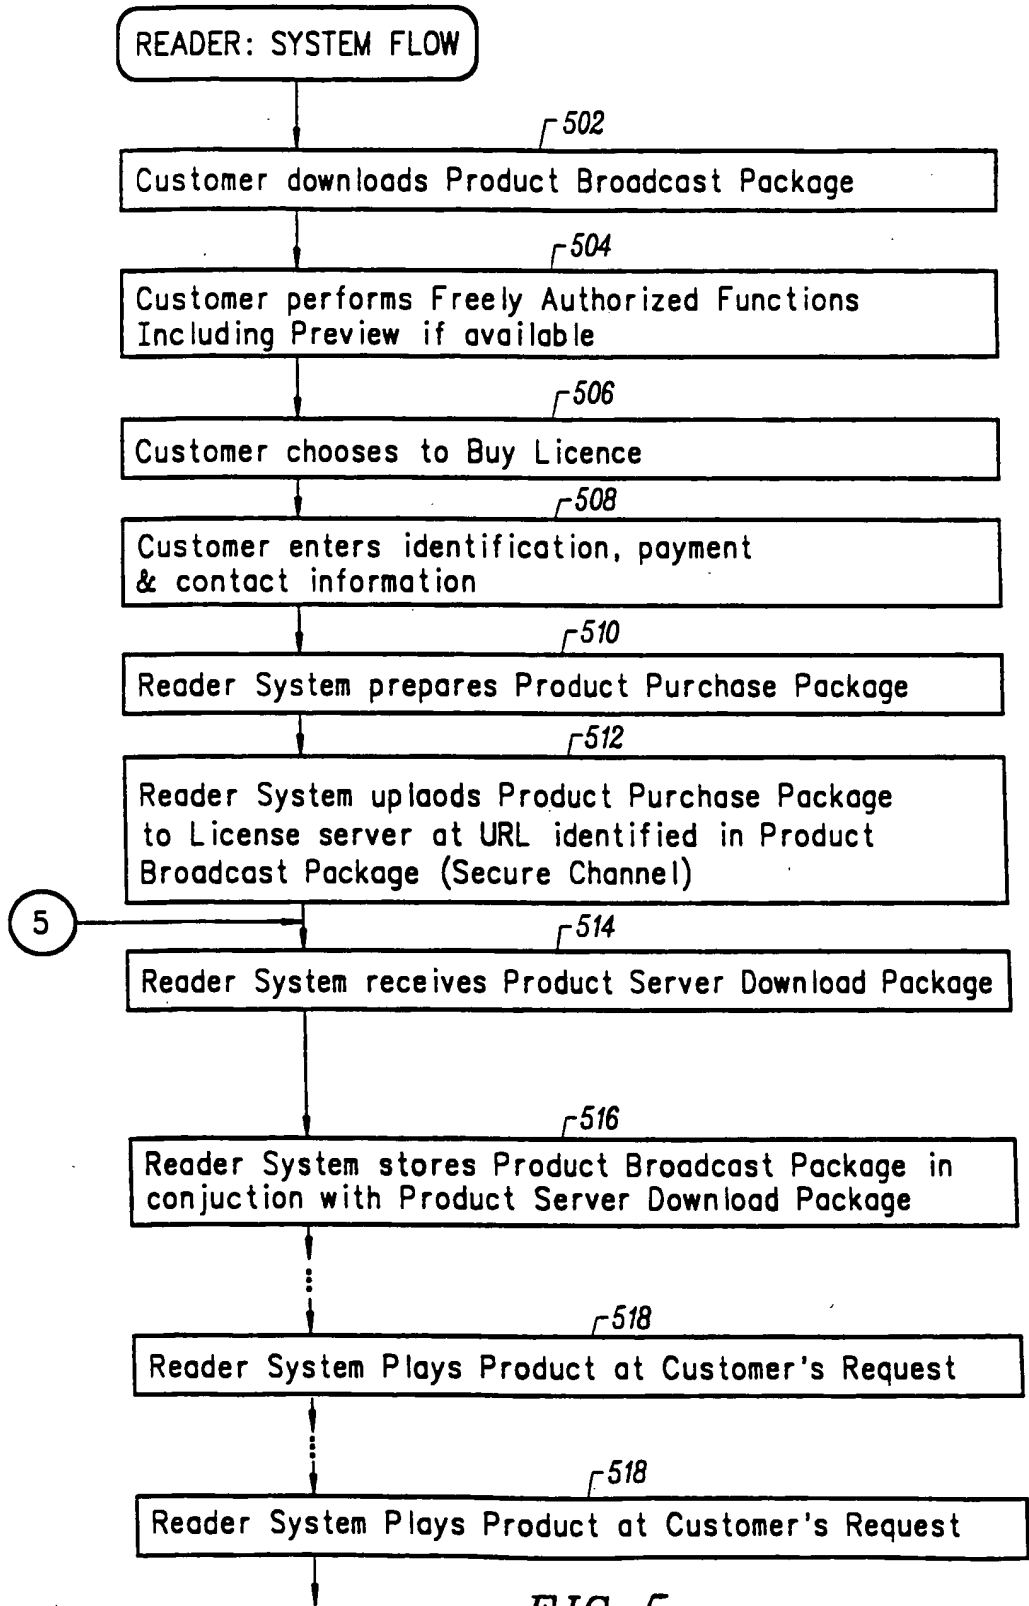 READER: SYSTEM FLOW
502
Customer downloads Product Broadcast Package
504
Customer performs Freely Authorized Functions
Including Preview if available
506
Customer chooses to Buy Licence
508
Customer enters identification, payment
& contact information
510
Reader System prepares Product Purchase Package
512
Reader System uplaods Product Purchase Package
to License server at URL identified in Product
Broadcast Package (Secure Channel)
5
514
Reader System receives Product Server Download Package
516
Reader System stores Product Broadcast Package in
conjuction with Product Server Download Package
518
Reader System Plays Product at Customer's Request
518
Reader System Plays Product at Customer's Request